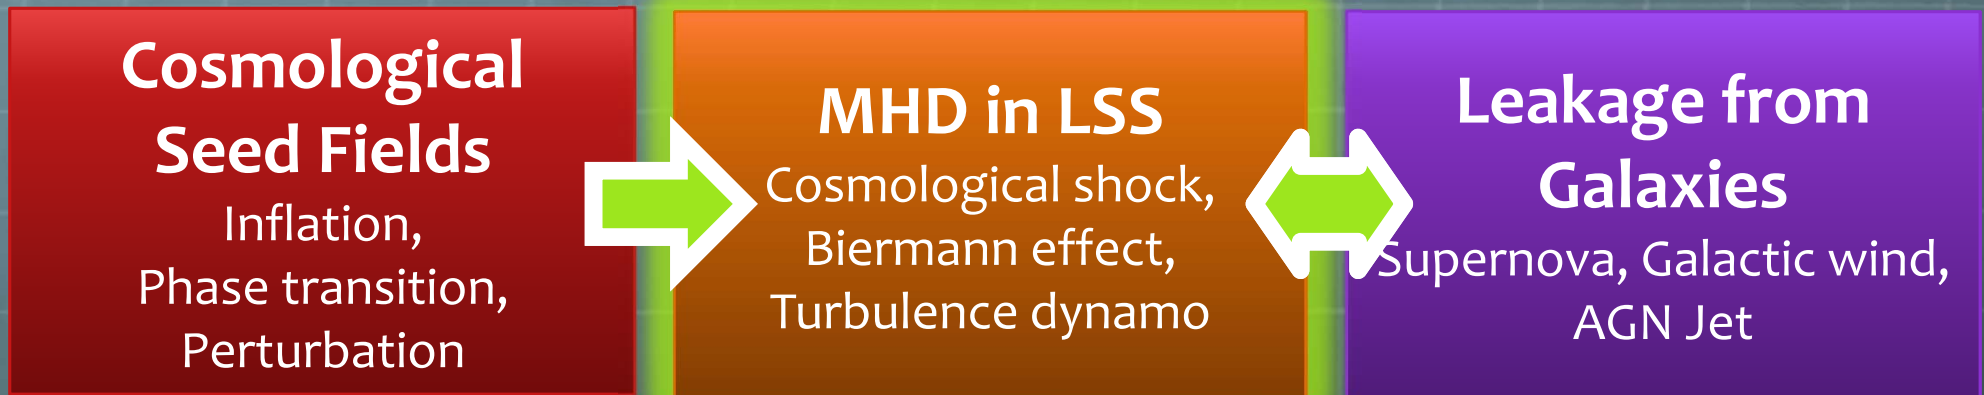 Cosmological
Seed Fields
Inflation,
Phase transition,
Perturbation
MHD in LSS
Cosmological shock,
Biermann effect,
Turbulence dynamo
Leakage from
Galaxies
Supernova, Galactic wind,
AGN Jet